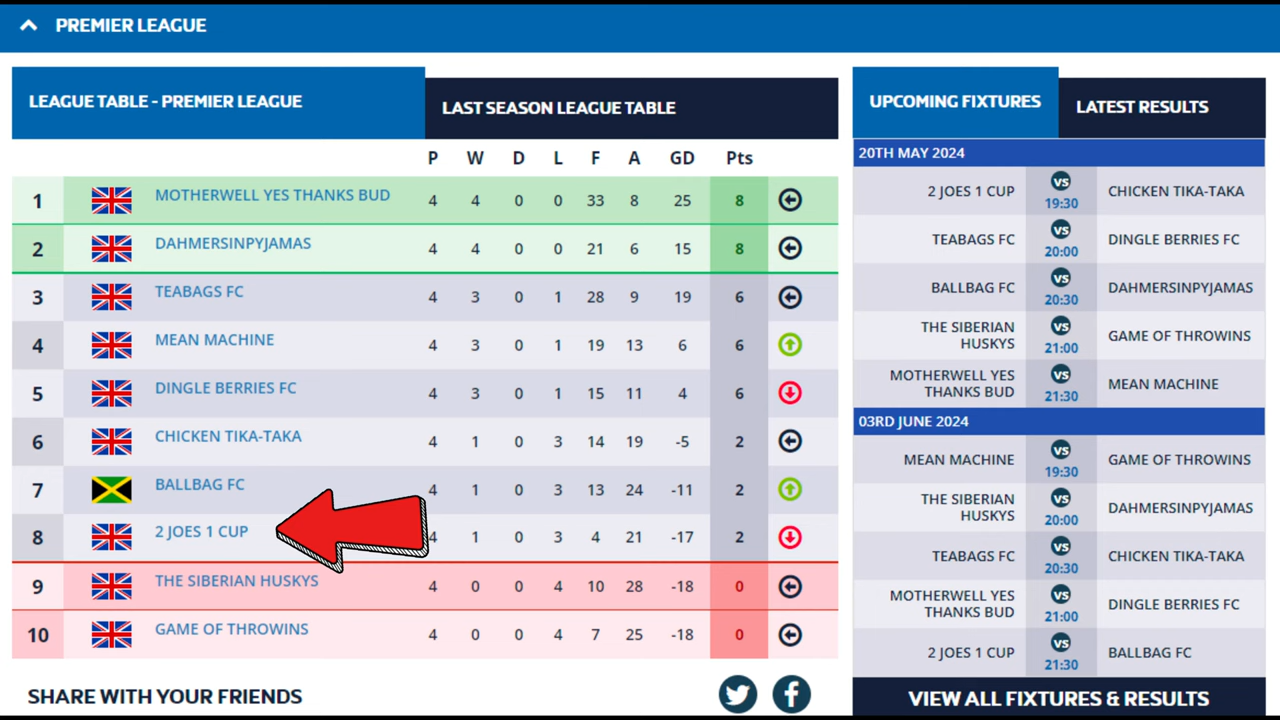 PREMIER LEAGUE
LEAGUE TABLE - PREMIER LEAGUE
LAST SEASON LEAGUE TABLE
P W D L F A GD Pts
1 MOTHERWELL YES THANKS BUD 4 4 0 0 33 8 25 8
2 DAHMERSINPYJAMAS 4 4 0 0 21 6 15 8
3 TEABAGS FC 4 3 0 1 28 9 19 6
4 MEAN MACHINE 4 3 0 1 19 13 6 6
5 DINGLE BERRIES FC 4 3 0 1 15 11 4 6
6 CHICKEN TIKA-TAKA 4 1 0 3 14 19 -5 2
7 BALLBAG FC 4 1 0 3 13 24 -11 2
8 2 JOES 1 CUP 4 1 0 3 4 21 -17 2
9 THE SIBERIAN HUSKYS 4 0 0 4 10 28 -18 0
10 GAME OF THROWINS 4 0 0 4 7 25 -18 0
SHARE WITH YOUR FRIENDS
UPCOMING FIXTURES
LATEST RESULTS
20TH MAY 2024
2 JOES 1 CUP vs CHICKEN TIKA-TAKA
19:30
TEABAGS FC vs DINGLE BERRIES FC
20:00
BALLBAG FC vs DAHMERSINPYJAMAS
20:30
THE SIBERIAN
HUSKYS vs GAME OF THROWINS
21:00
MOTHERWELL YES
THANKS BUD vs MEAN MACHINE
21:30
03RD JUNE 2024
MEAN MACHINE vs GAME OF THROWINS
19:30
THE SIBERIAN
HUSKYS vs DAHMERSINPYJAMAS
20:00
TEABAGS FC vs CHICKEN TIKA-TAKA
20:30
MOTHERWELL YES
THANKS BUD vs DINGLE BERRIES FC
21:00
2 JOES 1 CUP vs BALLBAG FC
21:30
VIEW ALL FIXTURES & RESULTS